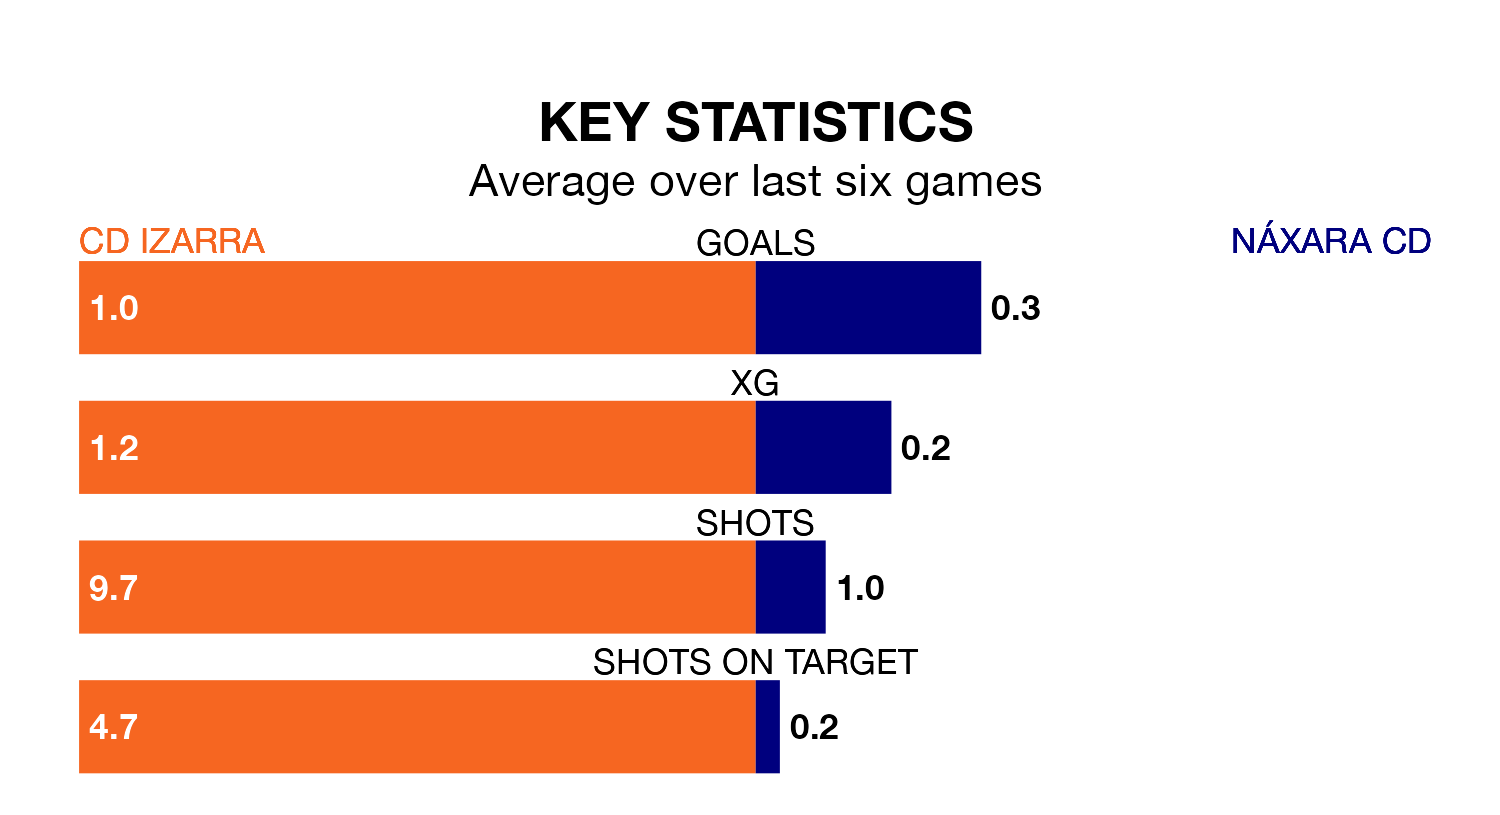 KEY STATISTICS
Average over last six games
CD IZARRA
GOALS
NÁXARA CD
1.0
0.3
XG
1.2
0.2
SHOTS
9.7
1.0
SHOTS ON TARGET
4.7
0.2